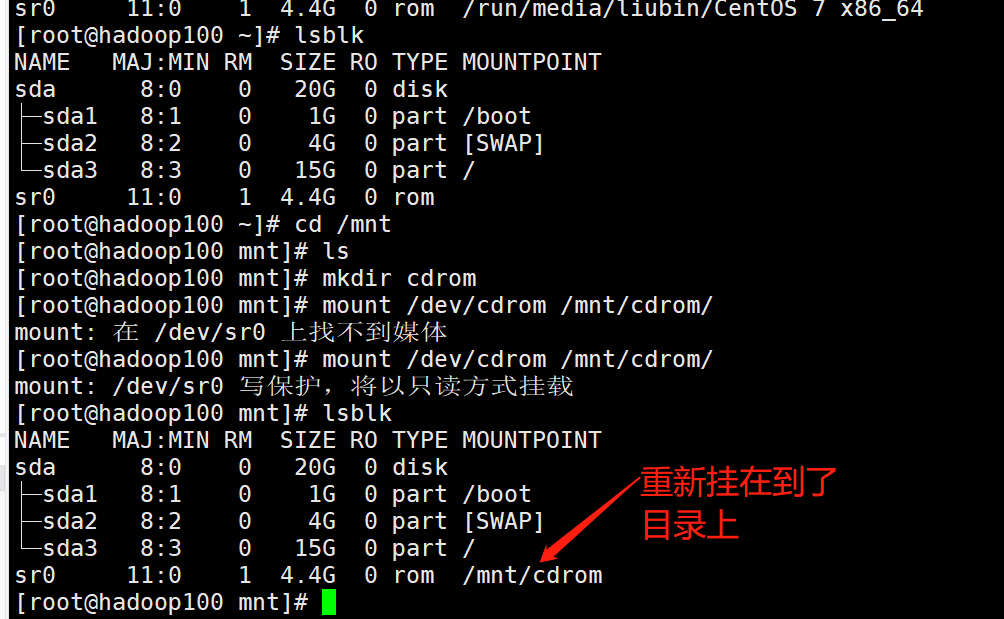 sr0     11:0    1  4.4G  0 rom  /run/media/liubin/CentOS 7 x86_64
[root@hadoop100 ~]# lsblk
NAME   MAJ:MIN RM  SIZE RO TYPE MOUNTPOINT
sda      8:0    0   20G  0 disk
├─sda1   8:1    0    1G  0 part /boot
├─sda2   8:2    0    4G  0 part [SWAP]
└─sda3   8:3    0   15G  0 part /
sr0     11:0    1  4.4G  0 rom
[root@hadoop100 ~]# cd /mnt
[root@hadoop100 mnt]# ls
[root@hadoop100 mnt]# mkdir cdrom
[root@hadoop100 mnt]# mount /dev/cdrom /mnt/cdrom/
mount: 在 /dev/sr0 上找不到媒体
[root@hadoop100 mnt]# mount /dev/cdrom /mnt/cdrom/
mount: /dev/sr0 写保护，将以只读方式挂载
[root@hadoop100 mnt]# lsblk
NAME   MAJ:MIN RM  SIZE RO TYPE MOUNTPOINT
sda      8:0    0   20G  0 disk
├─sda1   8:1    0    1G  0 part /boot
├─sda2   8:2    0    4G  0 part [SWAP]
└─sda3   8:3    0   15G  0 part /
sr0     11:0    1  4.4G  0 rom  /mnt/cdrom
[root@hadoop100 mnt]#
重新挂在到了
目录上